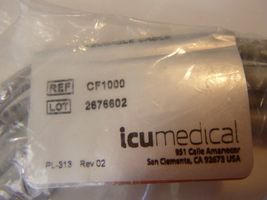 REF CF1000
LOT 2676602
icumedical
951 Calle Amanecer
San Clemente, CA 92673 USA
PL-313 Rev 02